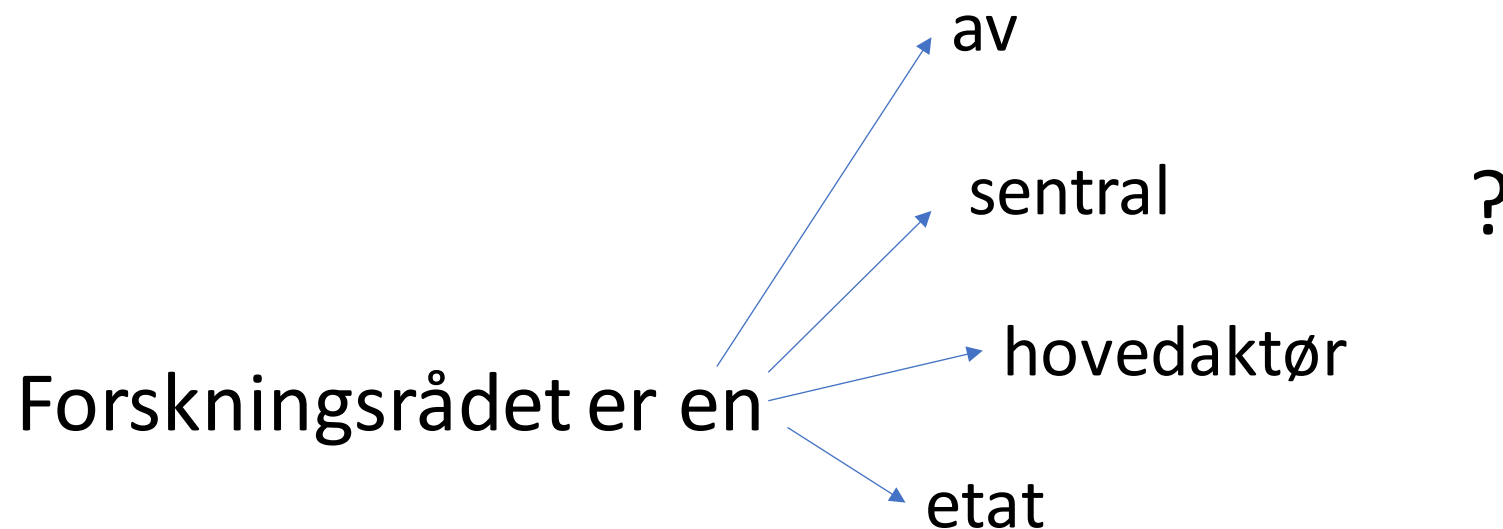 av
sentral
?
hovedaktør
Forskningsrådet er en
etat